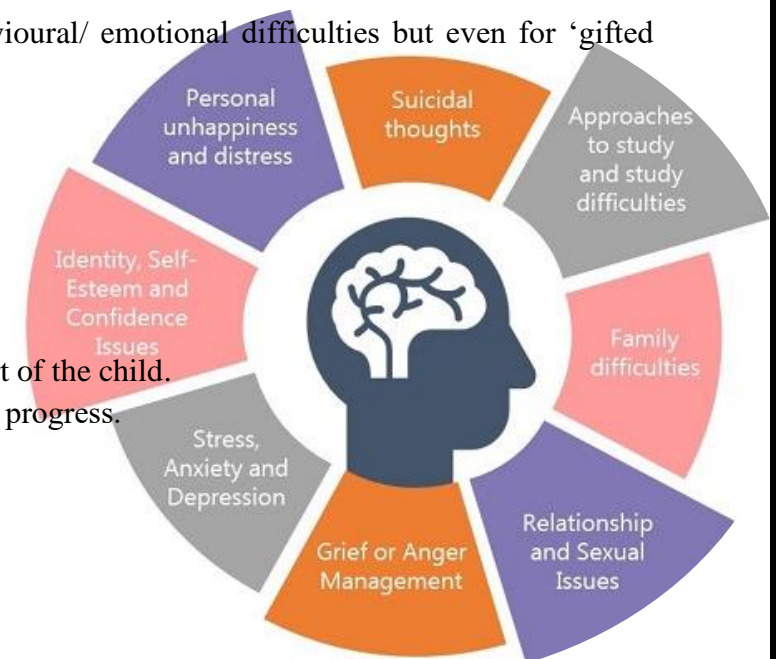 vioural/ emotional difficulties but even for ‘gifted
Personal
unhappiness
and distress
Suicidal
thoughts
Approaches
to study
and study
difficulties
Identity, Self-
Esteem and
Confidence
Issues
Family
difficulties
t of the child.
progress.
Stress,
Anxiety and
Depression
Grief or Anger
Management
Relationship
and Sexual
Issues